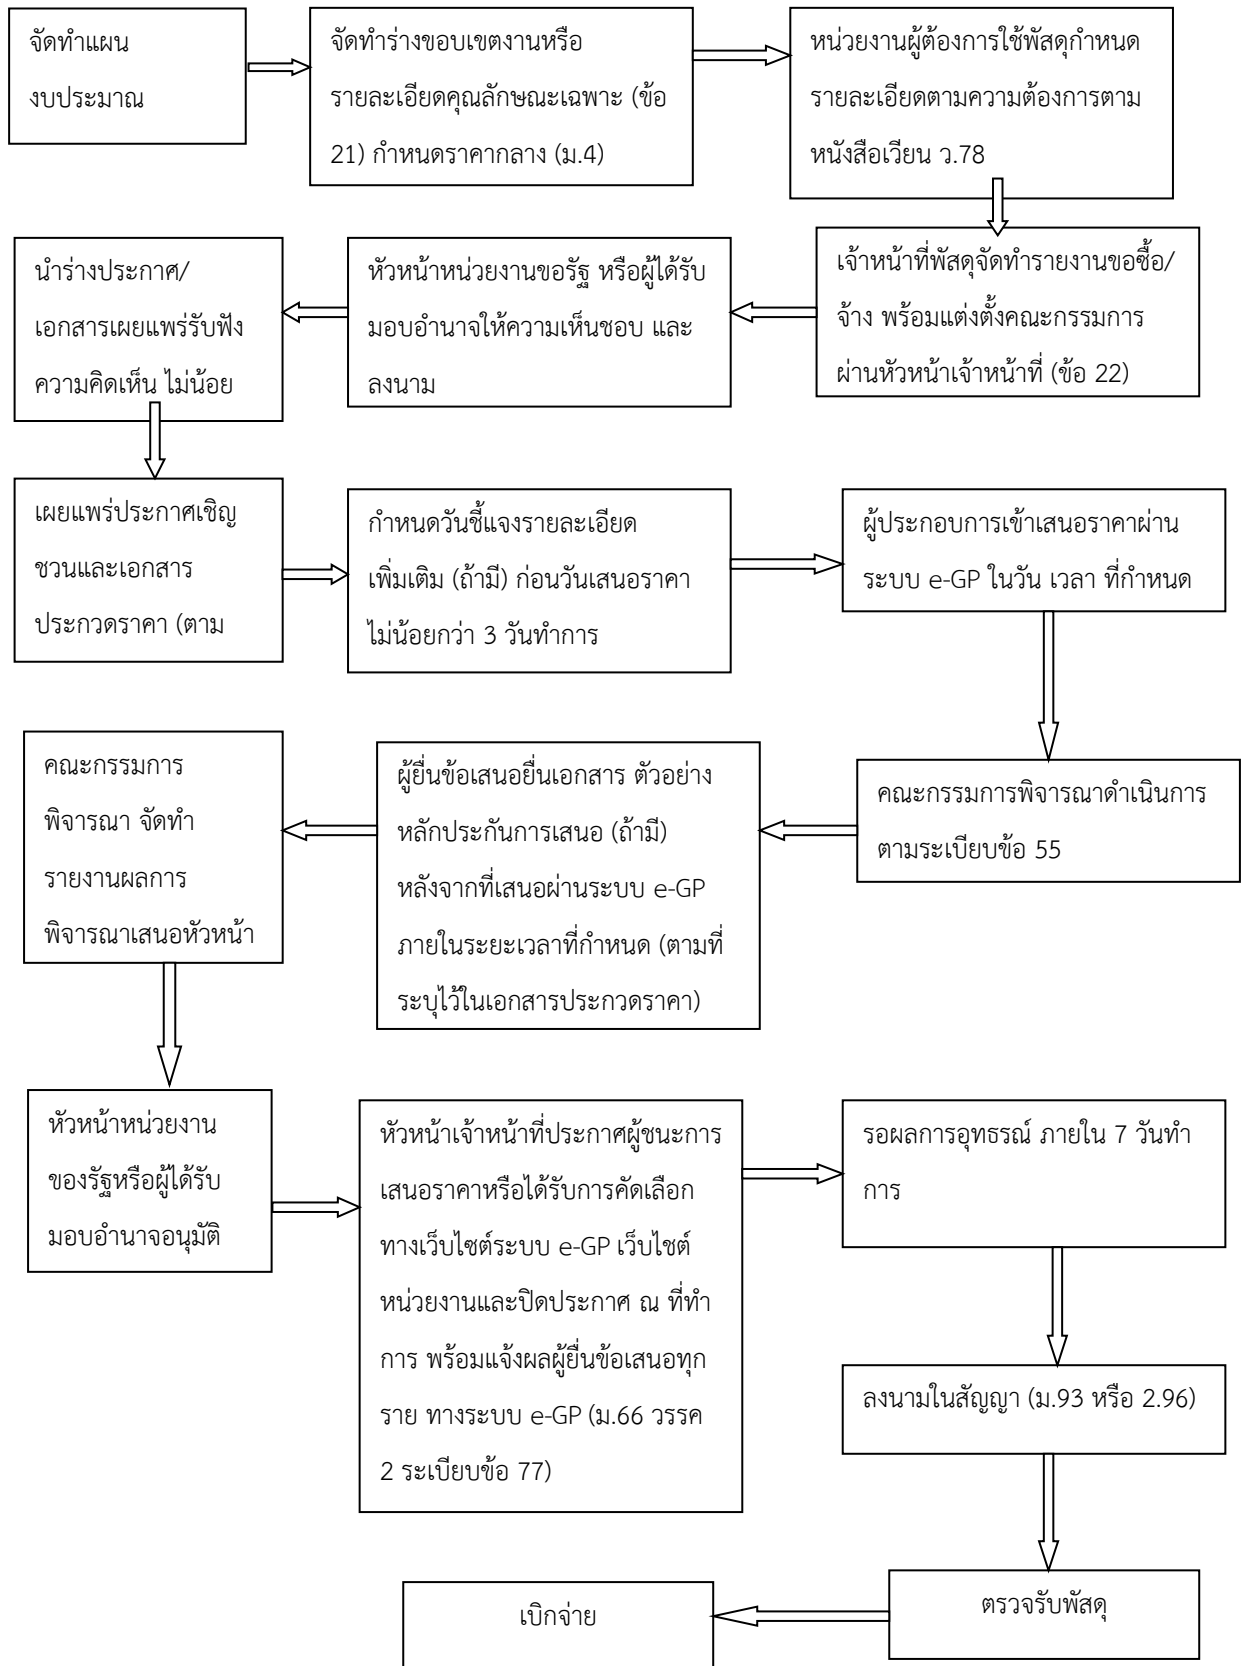 จัดทำแผน
งบประมาณ
จัดทำร่างขอบเขตงานหรือ
รายละเอียดคุณลักษณะเฉพาะ (ข้อ
21) กำหนดราคากลาง (ม.4)
หน่วยงานผู้ต้องการใช้พัสดุกำหนด
รายละเอียดตามความต้องการตาม
หนังสือเวียน ว.78
เจ้าหน้าที่พัสดุจัดทำรายงานขอซื้อ/
จ้าง พร้อมแต่งตั้งคณะกรรมการ
ผ่านหัวหน้าเจ้าหน้าที่ (ข้อ 22)
หัวหน้าหน่วยงานขอรัฐ หรือผู้ได้รับ
มอบอำนาจให้ความเห็นชอบ และ
ลงนาม
นำร่างประกาศ/
เอกสารเผยแพร่รับฟัง
ความคิดเห็น ไม่น้อย
เผยแพร่ประกาศเชิญ
ชวนและเอกสาร
ประกวดราคา (ตาม
กำหนดวันชี้แจงรายละเอียด
เพิ่มเติม (ถ้ามี) ก่อนวันเสนอราคา
ไม่น้อยกว่า 3 วันทำการ
ผู้ประกอบการเข้าเสนอราคาผ่าน
ระบบ e-GP ในวัน เวลา ที่กำหนด
คณะกรรมการพิจารณาดำเนินการ
ตามระเบียบข้อ 55
ผู้ยื่นข้อเสนอยื่นเอกสาร ตัวอย่าง
หลักประกันการเสนอ (ถ้ามี)
หลังจากที่เสนอผ่านระบบ e-GP
ภายในระยะเวลาที่กำหนด (ตามที่
ระบุไว้ในเอกสารประกวดราคา)
คณะกรรมการ
พิจารณา จัดทำ
รายงานผลการ
พิจารณาเสนอหัวหน้า
หัวหน้าหน่วยงาน
ของรัฐหรือผู้ได้รับ
มอบอำนาจอนุมัติ
หัวหน้าเจ้าหน้าที่ประกาศผู้ชนะการ
เสนอราคาหรือได้รับการคัดเลือก
ทางเว็บไซต์ระบบ e-GP เว็บไซต์
หน่วยงานและปิดประกาศ ณ ที่ทำ
การ พร้อมแจ้งผลผู้ยื่นข้อเสนอทุก
ราย ทางระบบ e-GP (ม.66 วรรค
2 ระเบียบข้อ 77)
รอผลการอุทธรณ์ ภายใน 7 วันทำ
การ
ลงนามในสัญญา (ม.93 หรือ 2.96)
ตรวจรับพัสดุ
เบิกจ่าย